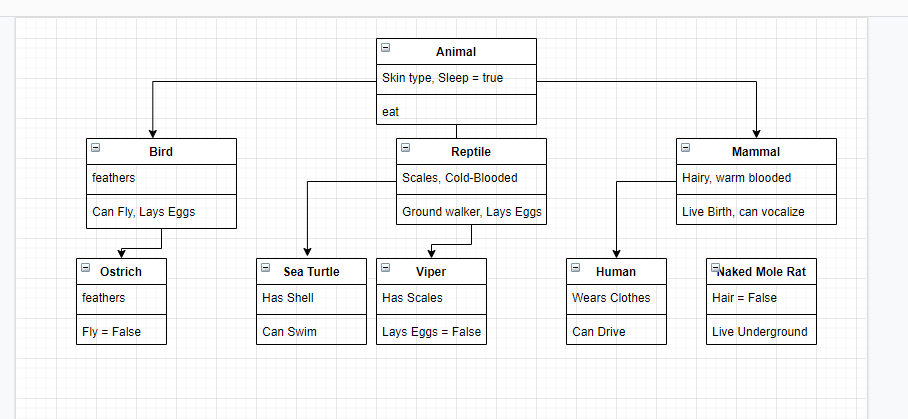 Animal
Skin type, Sleep = true
eat
Bird
feathers
Can Fly, Lays Eggs
Reptile
Scales, Cold-Blooded
Ground walker, Lays Eggs
Mammal
Hairy, warm blooded
Live Birth, can vocalize
Ostrich
feathers
Fly = False
Sea Turtle
Has Shell
Can Swim
Viper
Has Scales
Lays Eggs = False
Human
Wears Clothes
Can Drive
Naked Mole Rat
Hair = False
Live Underground